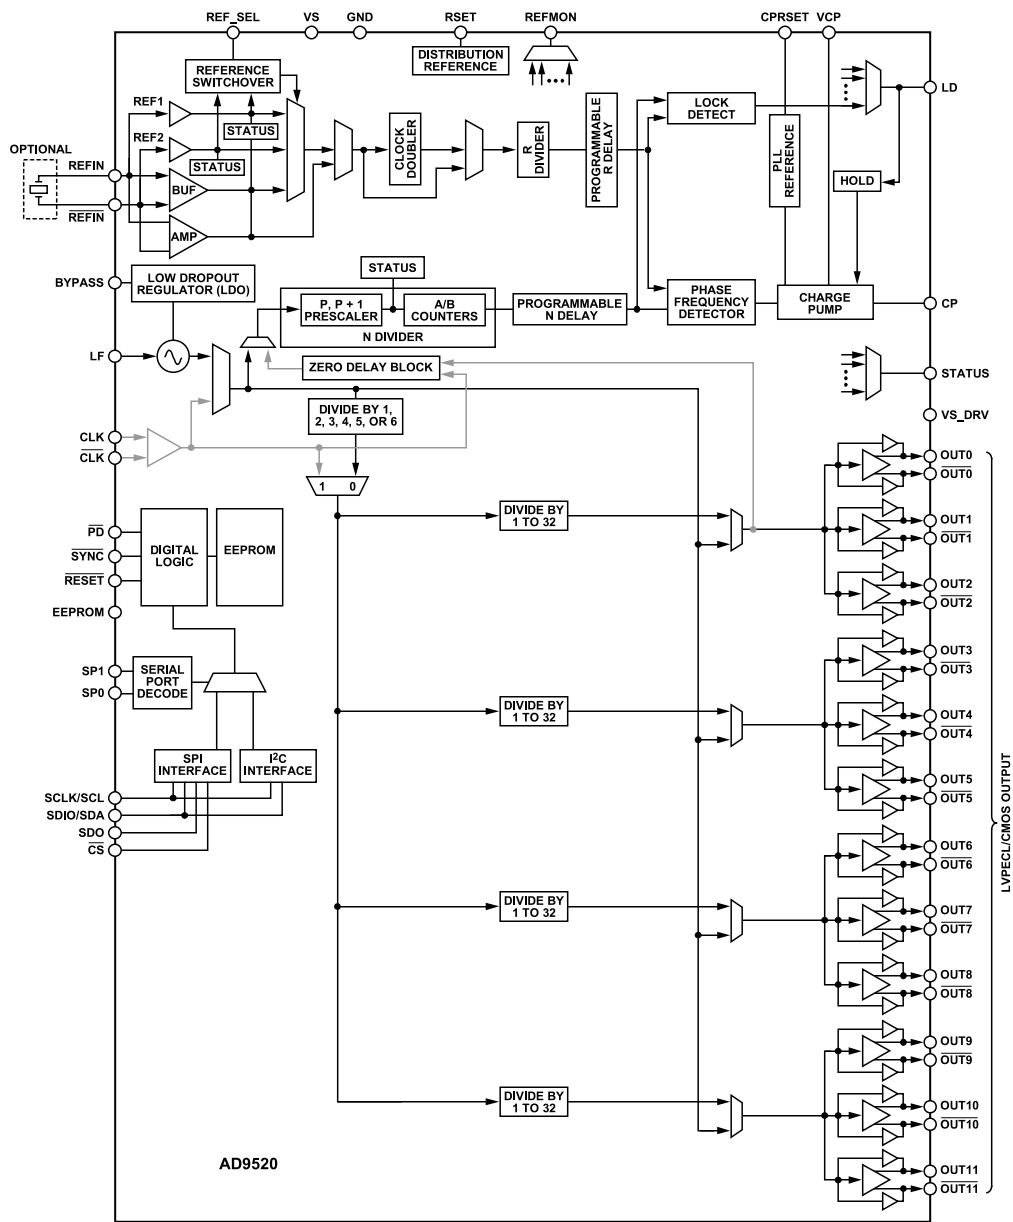 REF_SEL
VS
GND
RSET
REFMON
CPRSET
VCP
REFERENCE
SWITCHOVER
DISTRIBUTION
REFERENCE
LD
REF1
STATUS
REF2
STATUS
OPTIONAL
REFIN
REFIN
BUF
AMP
CLOCK
DOUBLER
R
DIVIDER
PROGRAMMABLE
R DELAY
LOCK
DETECT
PLL
REFERENCE
HOLD
BYPASS
LOW DROPOUT
REGULATOR (LDO)
STATUS
P, P + 1
PRESCALER
A/B
COUNTERS
N DIVIDER
PROGRAMMABLE
N DELAY
PHASE
FREQUENCY
DETECTOR
CHARGE
PUMP
CP
LF
ZERO DELAY BLOCK
STATUS
DIVIDE BY 1,
2, 3, 4, 5, OR 6
VS_DRV
CLK
CLK
1 0
OUT0
OUT0
DIVIDE BY
1 TO 32
OUT1
OUT1
PD
SYNC
RESET
DIGITAL
LOGIC
EEPROM
EEPROM
OUT2
OUT2
SP1
SP0
SERIAL
PORT
DECODE
OUT3
OUT3
DIVIDE BY
1 TO 32
OUT4
OUT4
SPI
INTERFACE
I2C
INTERFACE
OUT5
OUT5
SCLK/SCL
SDIO/SDA
SDO
CS
OUT6
OUT6
DIVIDE BY
1 TO 32
OUT7
OUT7
OUT8
OUT8
OUT9
OUT9
DIVIDE BY
1 TO 32
OUT10
OUT10
OUT11
OUT11
LVPECL/CMOS OUTPUT
AD9520